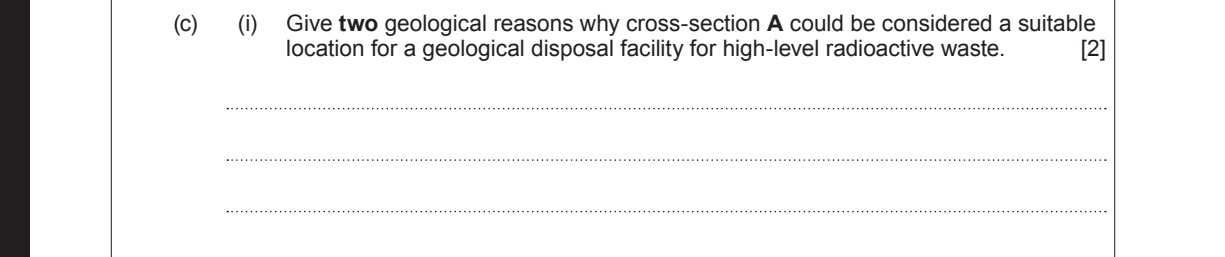 (c) (i) Give two geological reasons why cross-section A could be considered a suitable
location for a geological disposal facility for high-level radioactive waste. [2]